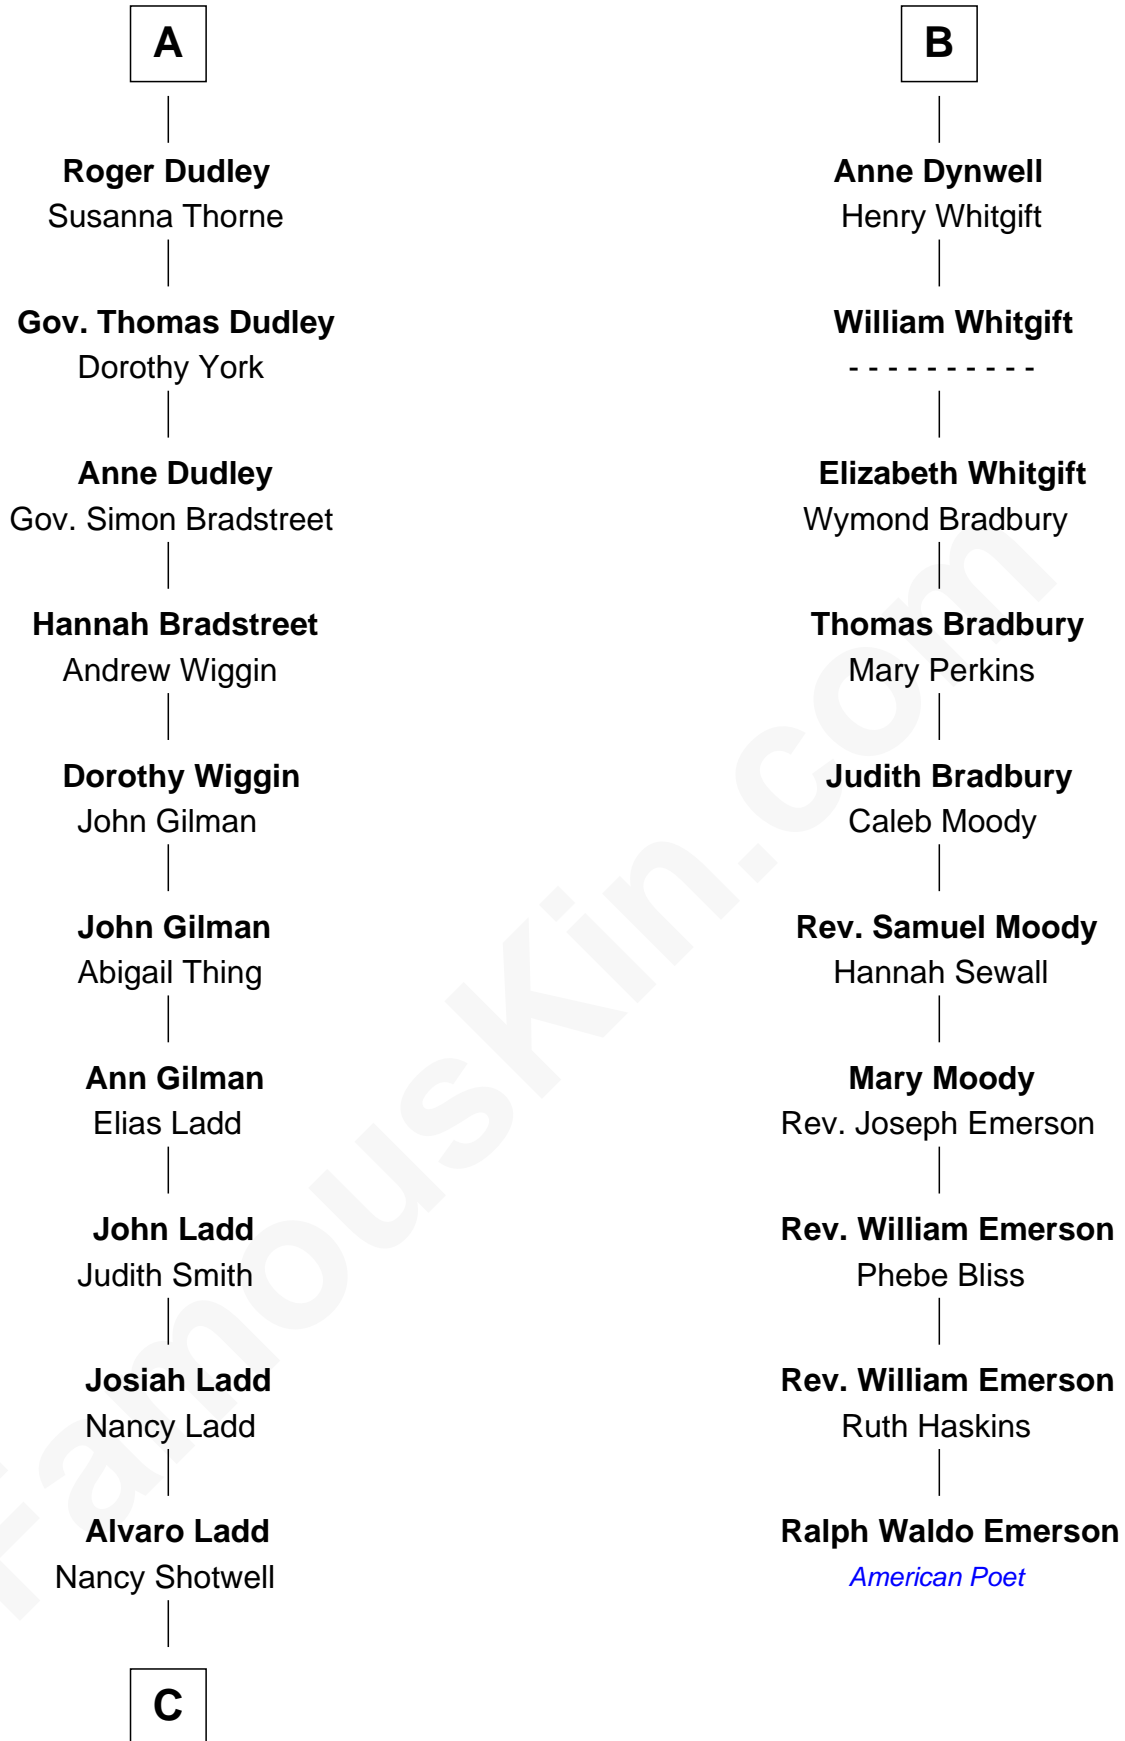 A
Roger Dudley
Susanna Thorne
Gov. Thomas Dudley
Dorothy York
Anne Dudley
Gov. Simon Bradstreet
Hannah Bradstreet
Andrew Wiggin
Dorothy Wiggin
John Gilman
John Gilman
Abigail Thing
Ann Gilman
Elias Ladd
John Ladd
Judith Smith
Josiah Ladd
Nancy Ladd
Alvaro Ladd
Nancy Shotwell
C
B
Anne Dynwell
Henry Whitgift
William Whitgift
- - - - - - - - - -
Elizabeth Whitgift
Wymond Bradbury
Thomas Bradbury
Mary Perkins
Judith Bradbury
Caleb Moody
Rev. Samuel Moody
Hannah Sewall
Mary Moody
Rev. Joseph Emerson
Rev. William Emerson
Phebe Bliss
Rev. William Emerson
Ruth Haskins
Ralph Waldo Emerson
American Poet
FamousKin.com